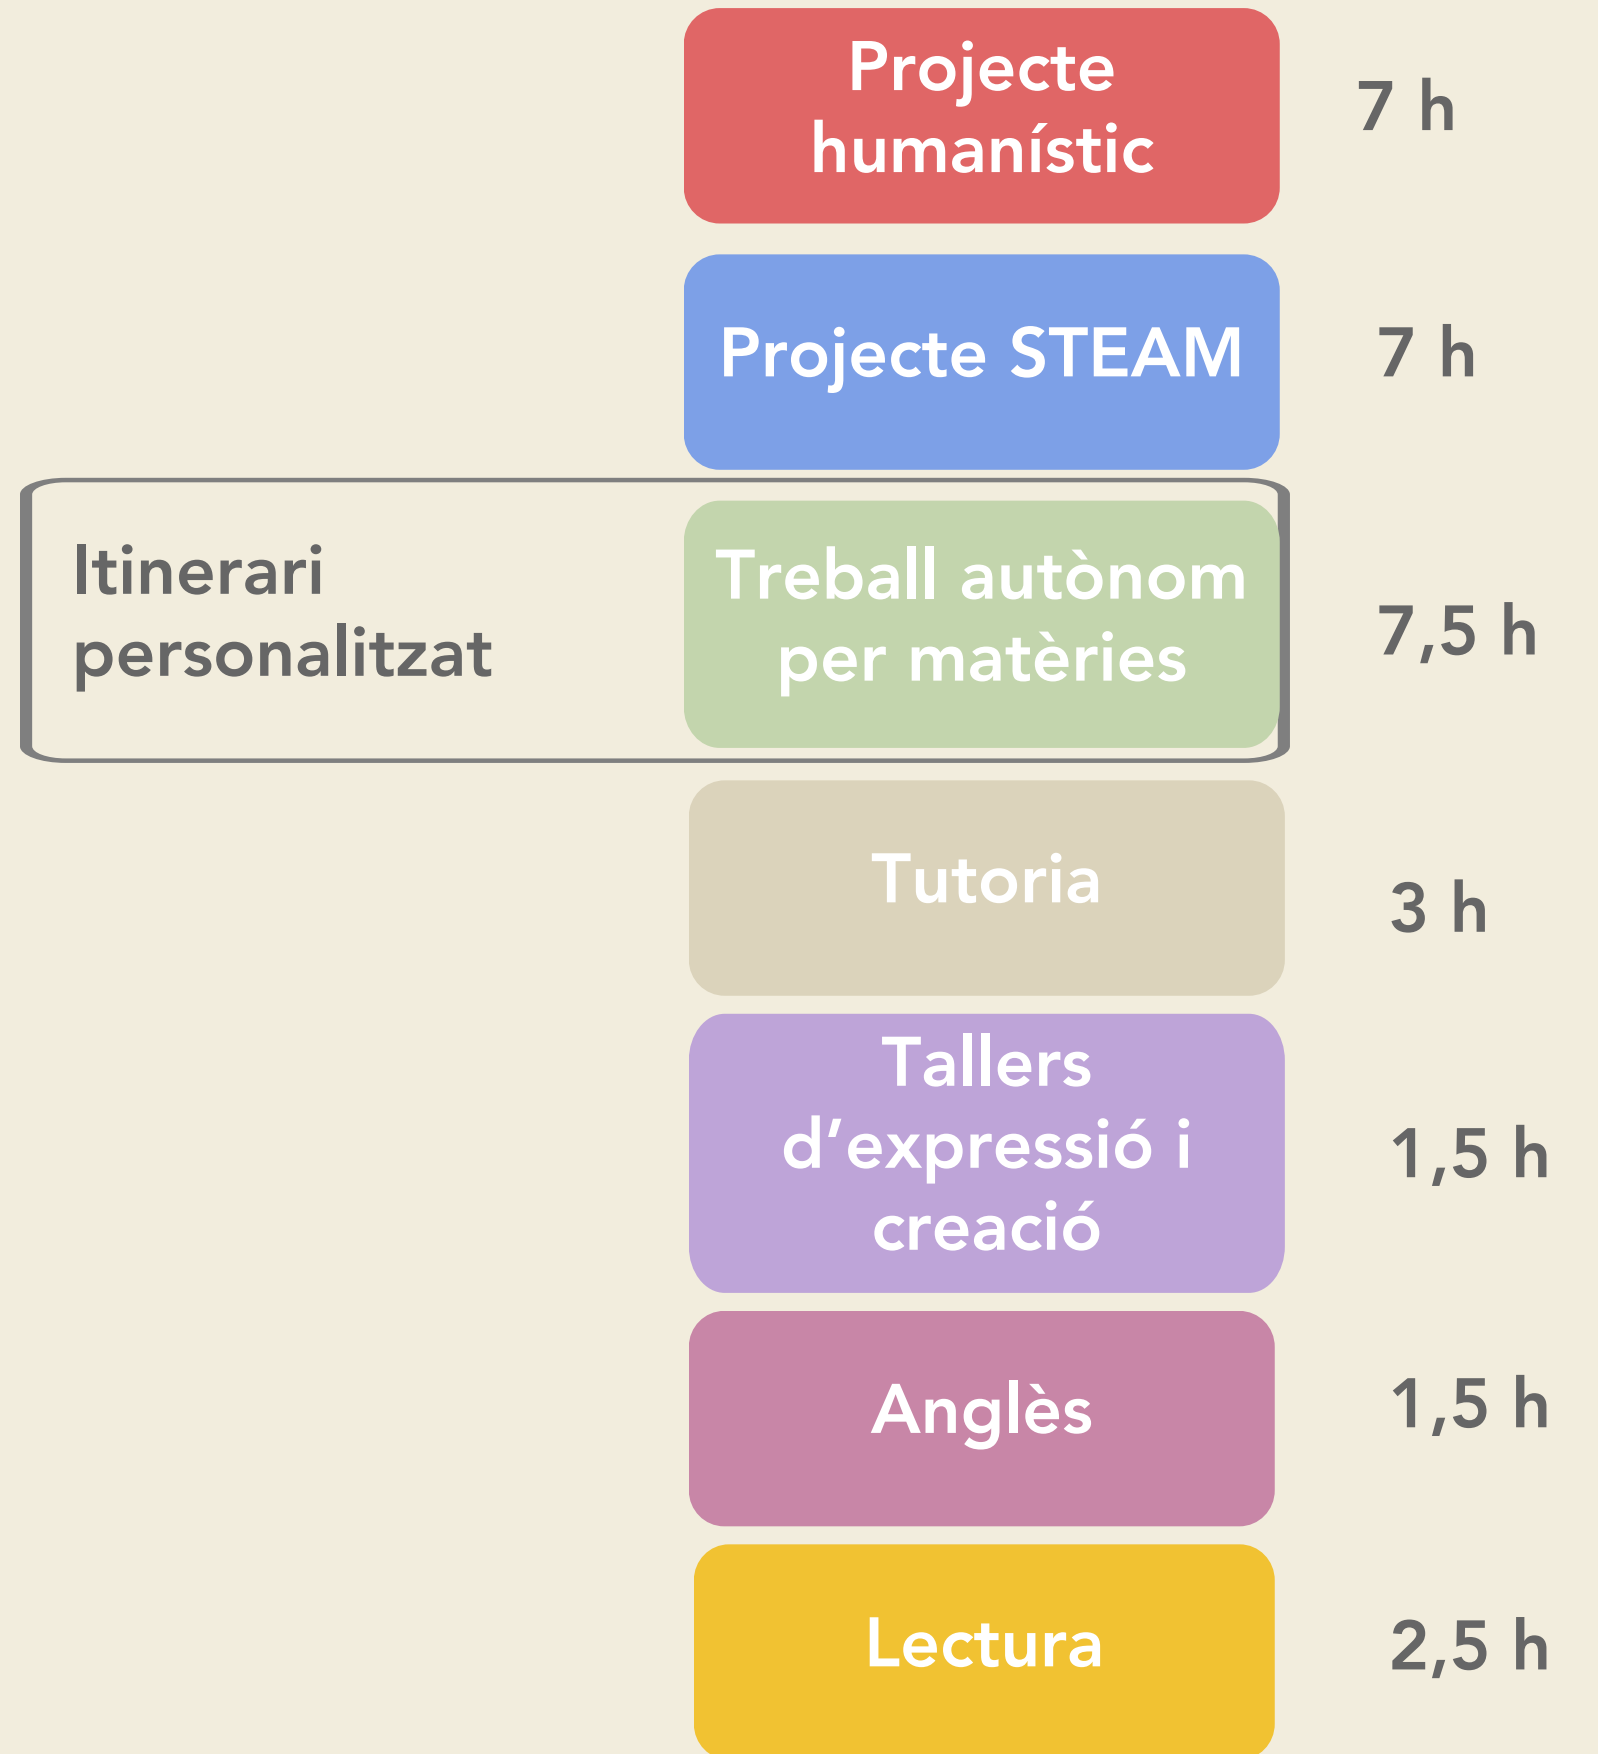 Projecte
humanístic
7 h
Projecte STEAM
7 h
Itinerari
personalitzat
Treball autònom
per matèries
7,5 h
Tutoria
3 h
Tallers
d’expressió i
creació
1,5 h
Anglès
1,5 h
Lectura
2,5 h